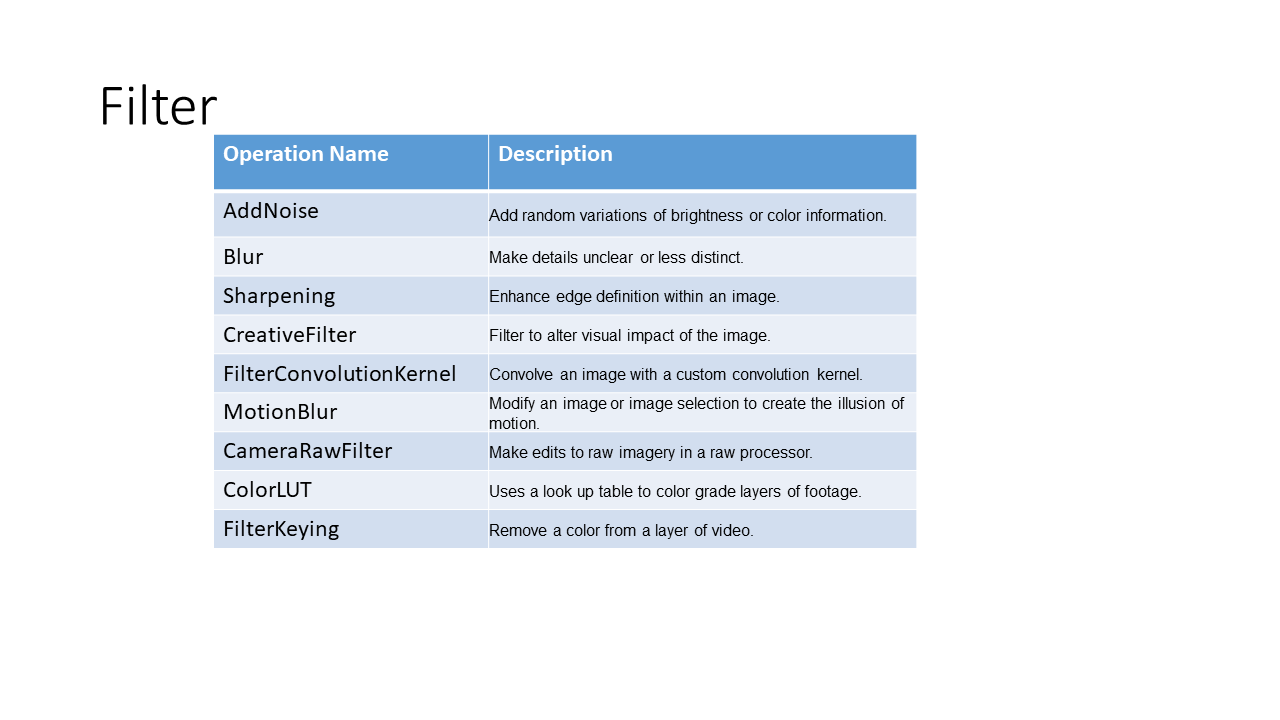 Filter
Operation Name Description
AddNoise Add random variations of brightness or color information.
Blur Make details unclear or less distinct.
Sharpening Enhance edge definition within an image.
CreativeFilter Filter to alter visual impact of the image.
FilterConvolutionKernel Convolve an image with a custom convolution kernel.
MotionBlur Modify an image or image selection to create the illusion of
motion.
CameraRawFilter Make edits to raw imagery in a raw processor.
ColorLUT Uses a look up table to color grade layers of footage.
FilterKeying Remove a color from a layer of video.